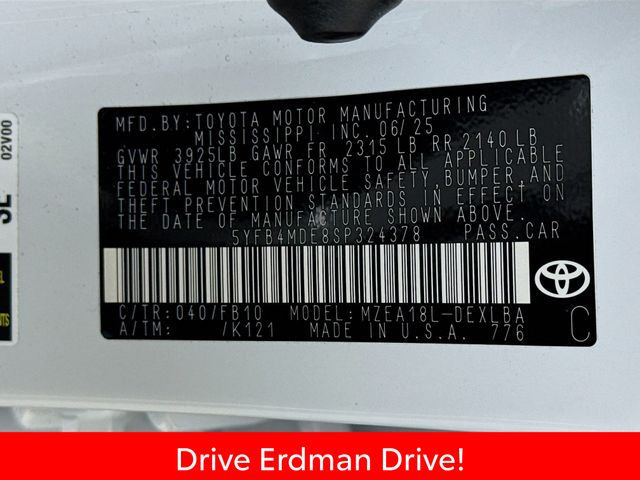 MFD. BY: TOYOTA MOTOR MANUFACTURING
MISSISSIPPI INC. 06/25
GVWR 3925LB GAWR FR 2315 LB RR 2140 LB
THIS VEHICLE CONFORMS TO ALL APPLICABLE
FEDERAL MOTOR VEHICLE SAFETY, BUMPER, AND
THEFT PREVENTION STANDARDS IN EFFECT ON
THE DATE OF MANUFACTURE SHOWN ABOVE.
5YFB4MDE8SP324378 PASS. CAR
C/TR: 040/FB10 MODEL: MZEA18L-DEXLBA
A/TM: /K121 MADE IN U.S.A. 776 C
02V00
Drive Erdman Drive!